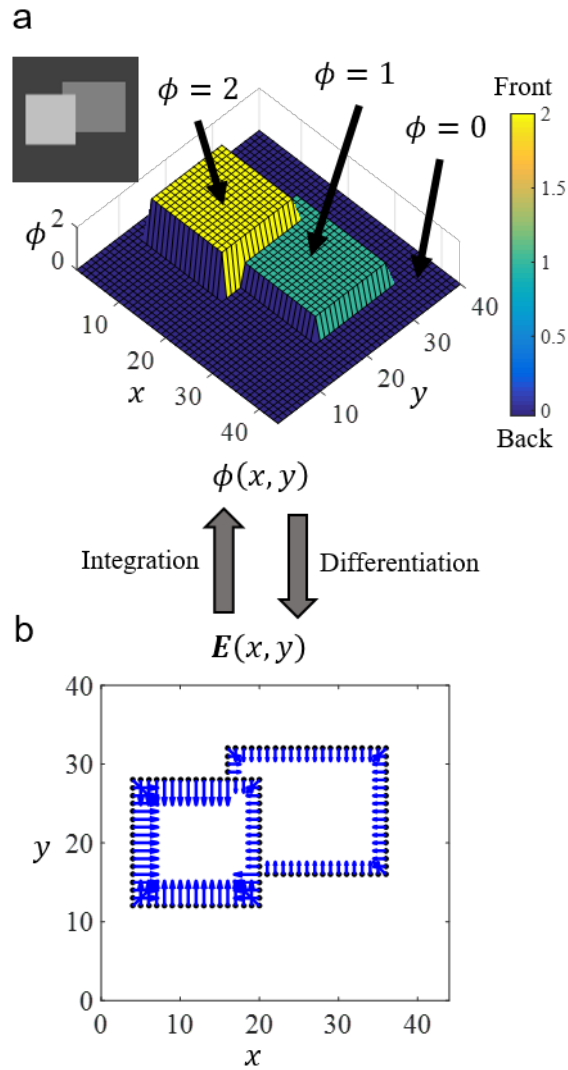 a
ϕ = 2
ϕ = 1
ϕ = 0
Front
2
1.5
1
0.5
0
Back
ϕ
2
0
10
20
30
40
x
10
20
30
40
y
ϕ(x, y)
Integration
Differentiation
b
E(x, y)
40
30
20
10
0
y
0
10
20
30
40
x